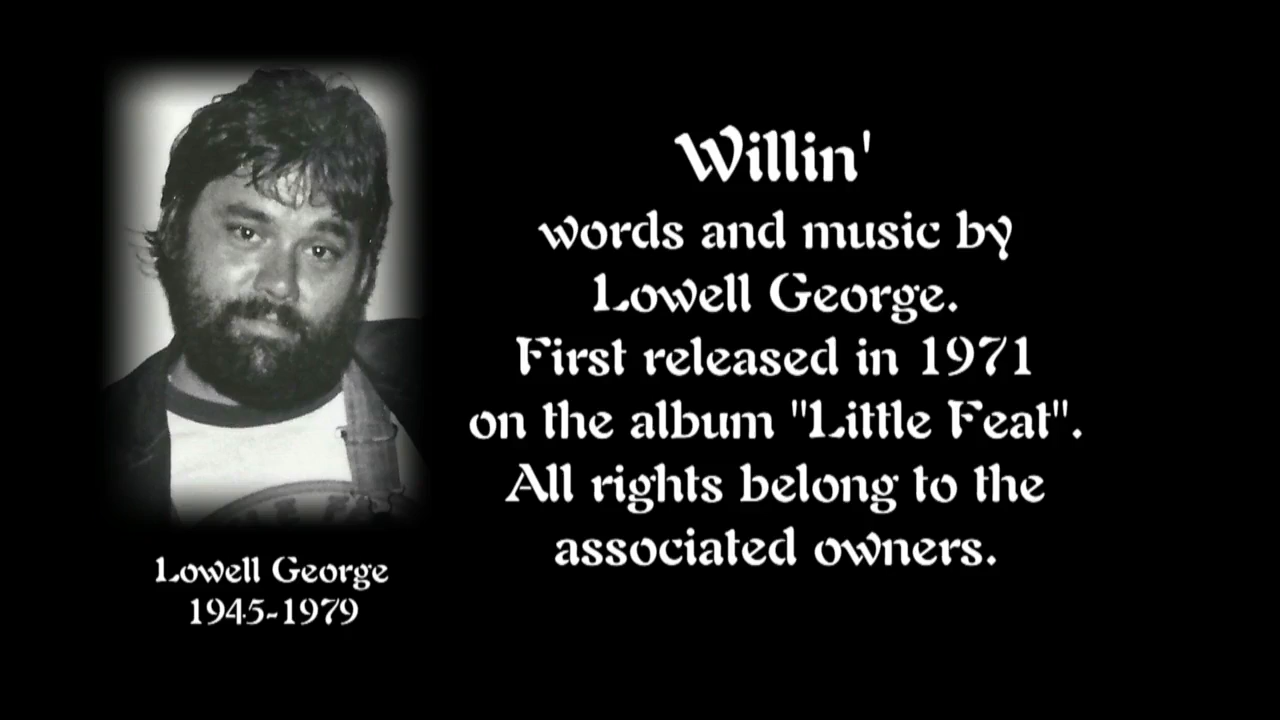 Willin'
words and music by
Lowell George.
First released in 1971
on the album "Little Feat".
All rights belong to the
associated owners.
Lowell George
1945-1979